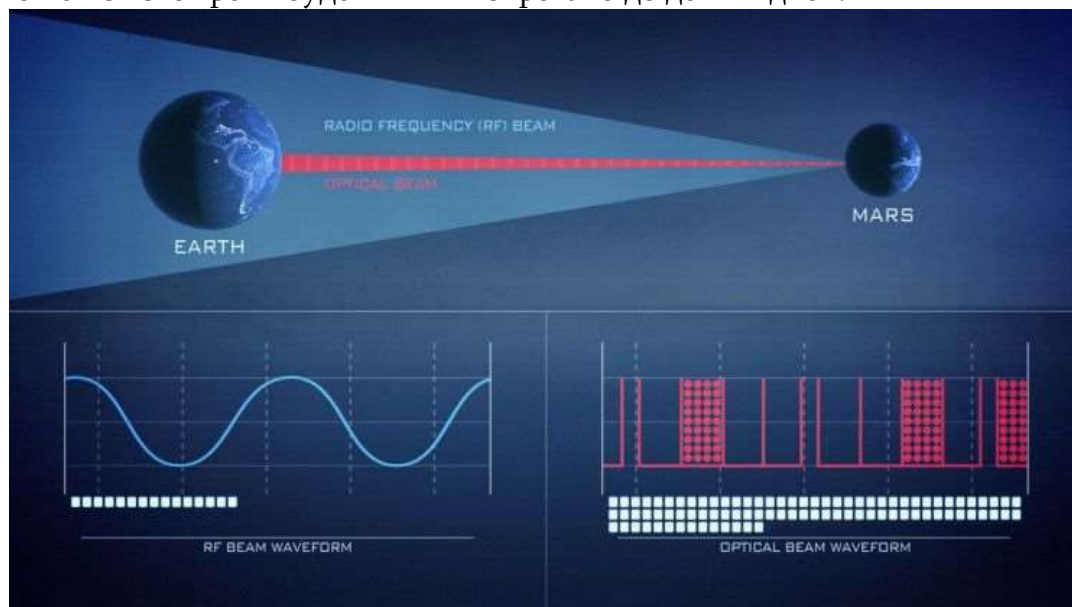 RADIO FREQUENCY (RF) BEAM
OPTICAL BEAM
EARTH
MARS
RF BEAM WAVEFORM
OPTICAL BEAM WAVEFORM